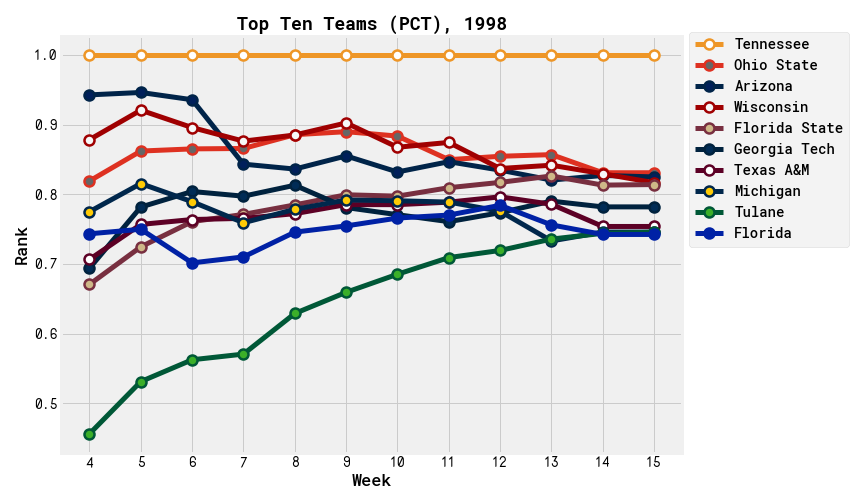 Top Ten Teams (PCT), 1998
Tennessee
Ohio State
Arizona
Wisconsin
Florida State
Georgia Tech
Texas A&M
Michigan
Tulane
Florida
Rank
1.0
0.9
0.8
0.7
0.6
0.5
4 5 6 7 8 9 10 11 12 13 14 15
Week